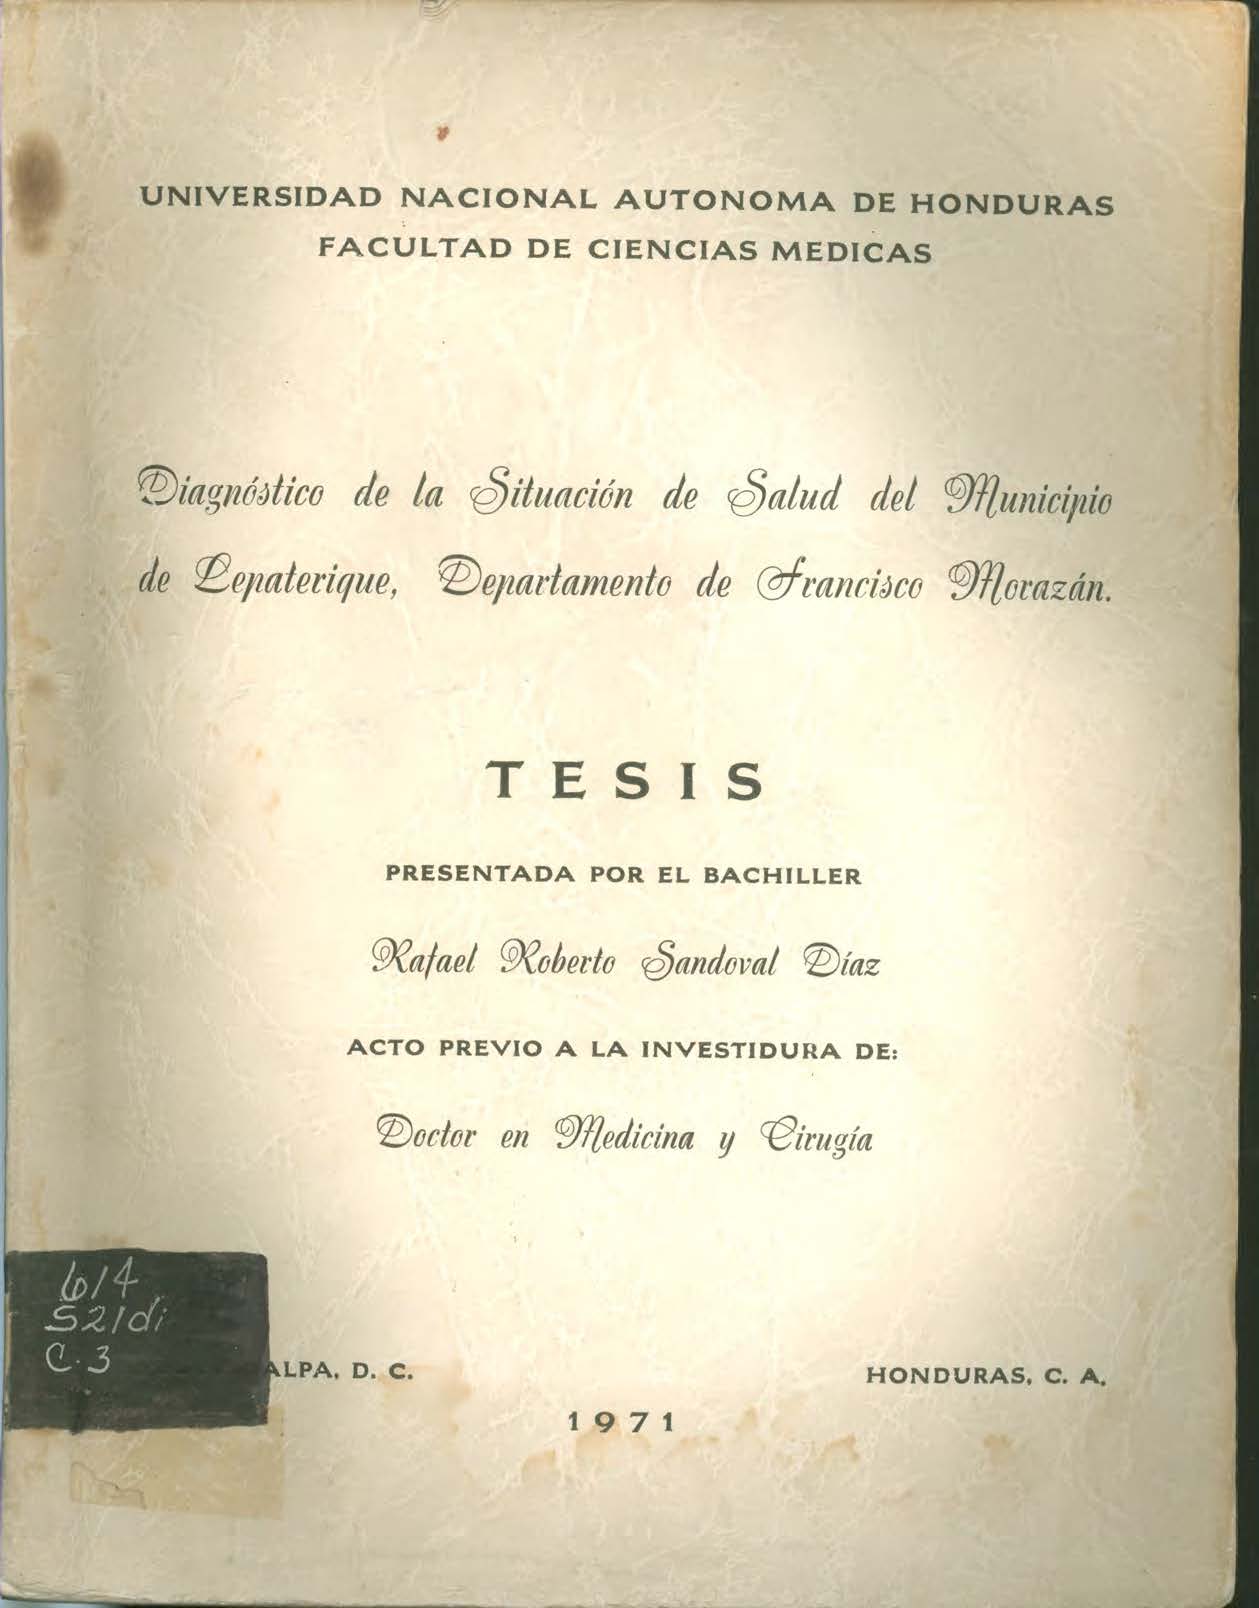 UNIVERSIDAD NACIONAL AUTONOMA DE HONDURAS
FACULTAD DE CIENCIAS MEDICAS
Diagnóstico de la Situación de Salud del Municipio
de Lepaterique, Departamento de Francisco Morazán.
TESIS
PRESENTADA POR EL BACHILLER
Rafael Roberto Sandoval Díaz
ACTO PREVIO A LA INVESTIDURA DE:
Doctor en Medicina y Cirugía
614
S21di
C.3
ALPA, D. C.
HONDURAS, C. A.
1971